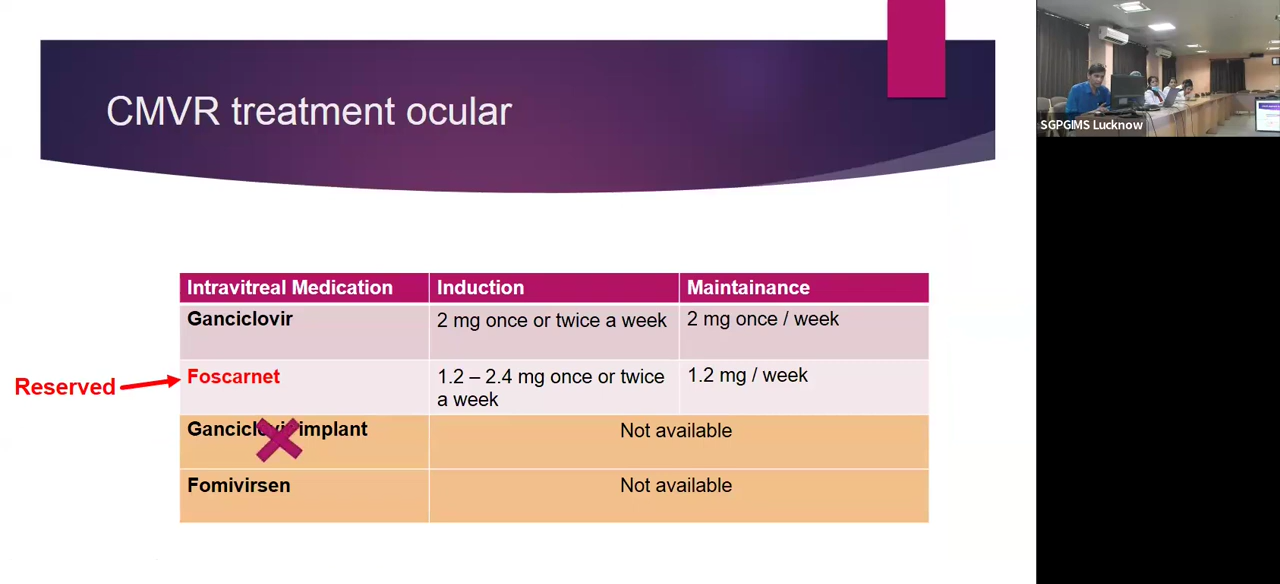 CMVR treatment ocular
SGPGIMS Lucknow
Intravitreal Medication Induction Maintainance
Ganciclovir 2 mg once or twice a week 2 mg once / week
Reserved
Foscarnet 1.2 – 2.4 mg once or twice 1.2 mg / week
a week
Ganciclovir implant Not available
Fomivirsen Not available